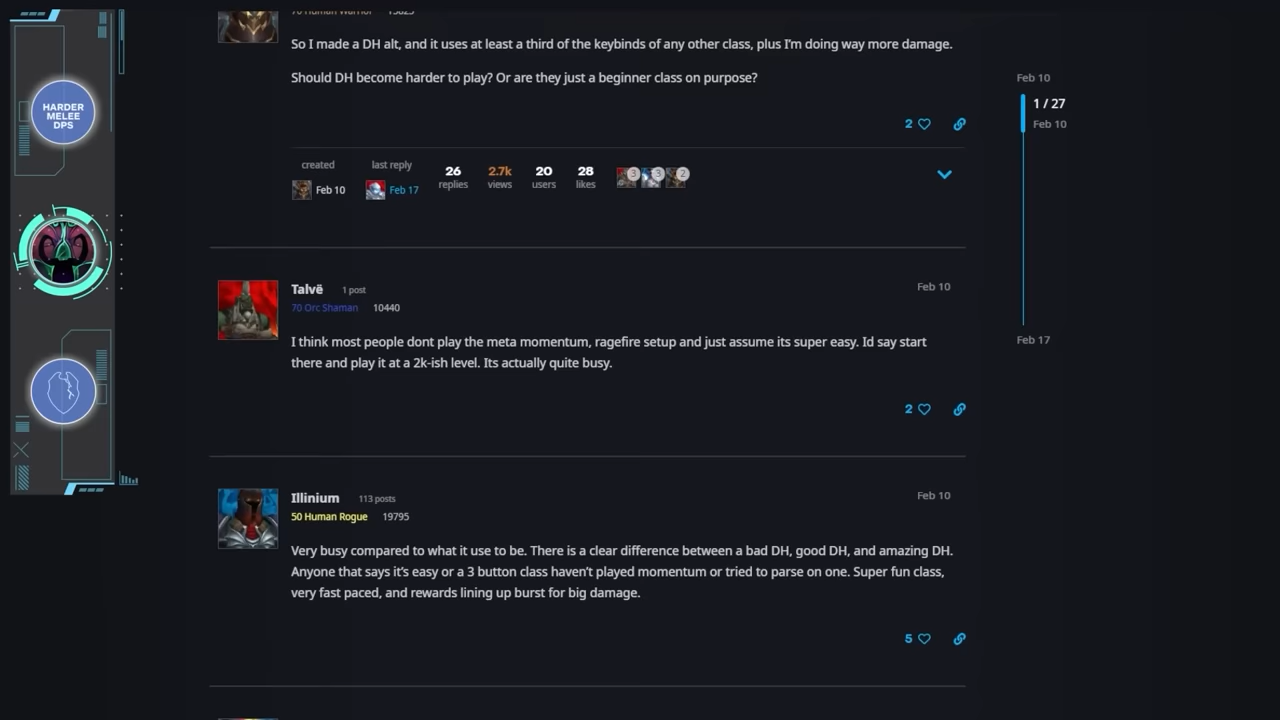 70 Human Warrior 15825
So I made a DH alt, and it uses at least a third of the keybinds of any other class, plus I'm doing way more damage.
Should DH become harder to play? Or are they just a beginner class on purpose?
2
HARDER
MELEE
DPS
Feb 10
1 / 27
Feb 10
Feb 17
created
Feb 10
last reply
Feb 17
26
replies
2.7k
views
20
users
28
likes
3
3
2
Talvë 1 post
Feb 10
70 Orc Shaman 10440
I think most people dont play the meta momentum, ragefire setup and just assume its super easy. Id say start
there and play it at a 2k-ish level. Its actually quite busy.
2
Illinium 113 posts
Feb 10
50 Human Rogue 19795
Very busy compared to what it use to be. There is a clear difference between a bad DH, good DH, and amazing DH.
Anyone that says it's easy or a 3 button class haven't played momentum or tried to parse on one. Super fun class,
very fast paced, and rewards lining up burst for big damage.
5